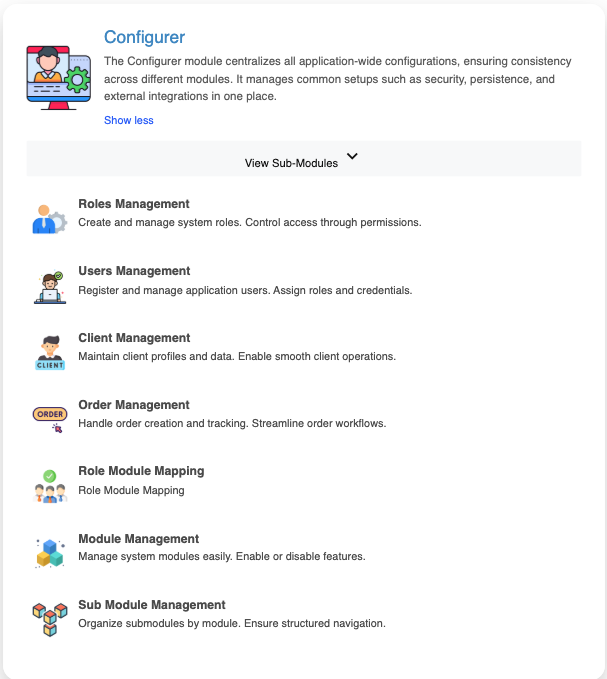 Configurer
The Configurer module centralizes all application-wide configurations, ensuring consistency
across different modules. It manages common setups such as security, persistence, and
external integrations in one place.
Show less
View Sub-Modules
Roles Management
Create and manage system roles. Control access through permissions.
Users Management
Register and manage application users. Assign roles and credentials.
Client Management
Maintain client profiles and data. Enable smooth client operations.
CLIENT
Order Management
ORDER
Handle order creation and tracking. Streamline order workflows.
Role Module Mapping
Role Module Mapping
Module Management
Manage system modules easily. Enable or disable features.
Sub Module Management
Organize submodules by module. Ensure structured navigation.